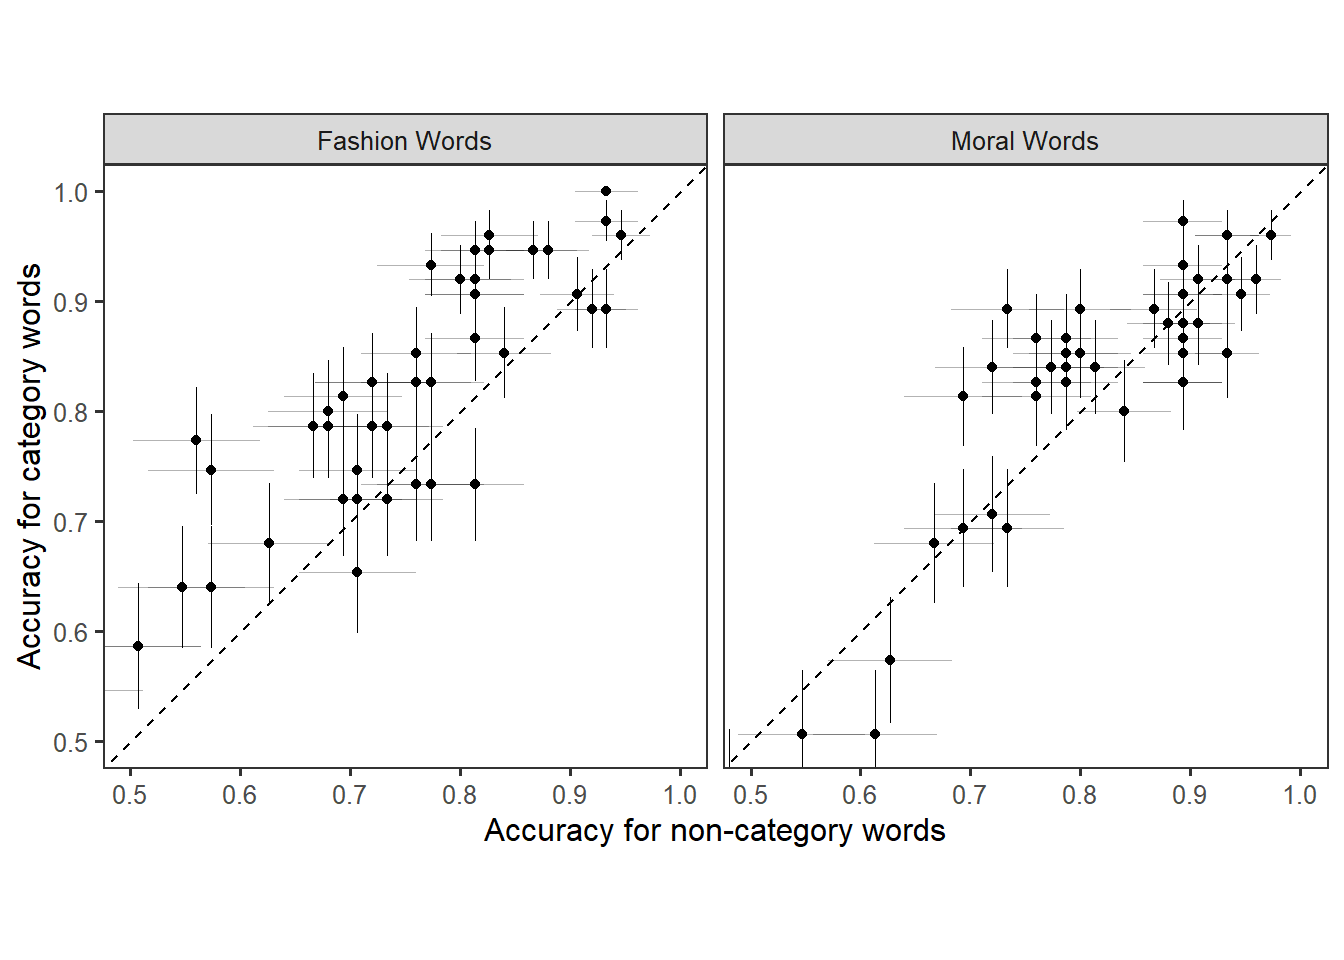 Fashion Words
Moral Words
Accuracy for category words
1.0
0.9
0.8
0.7
0.6
0.5
0.5 0.6 0.7 0.8 0.9 1.0
0.5 0.6 0.7 0.8 0.9 1.0
Accuracy for non-category words